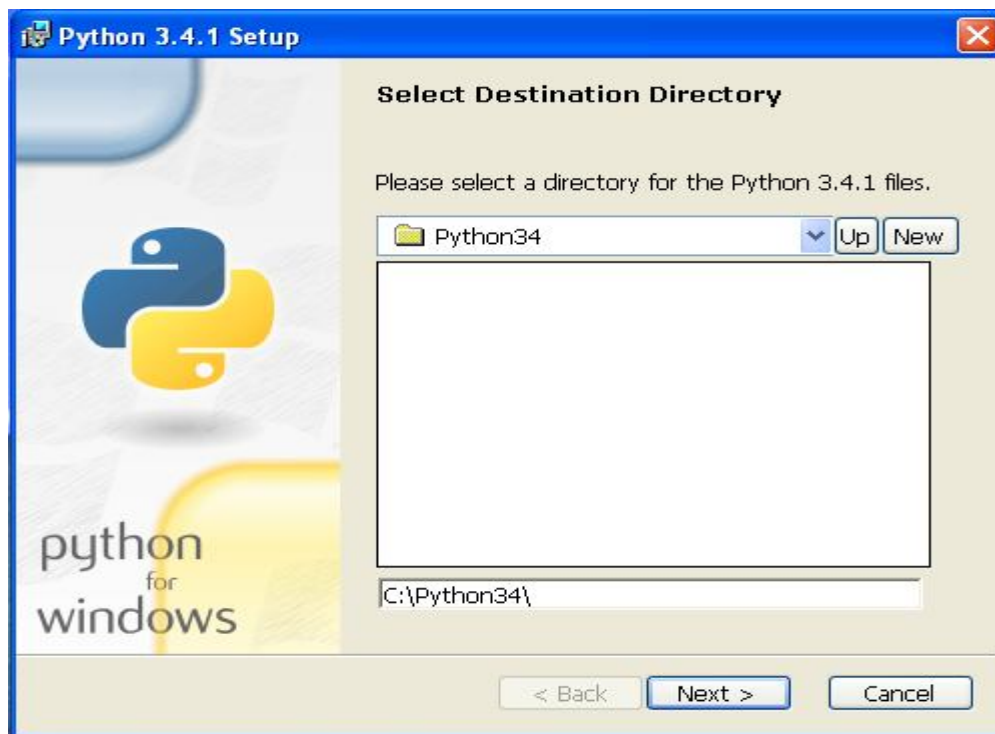 Python 3.4.1 Setup
Select Destination Directory
Please select a directory for the Python 3.4.1 files.
Python34
Up
New
C:\Python34\
python
for
windows
< Back
Next >
Cancel